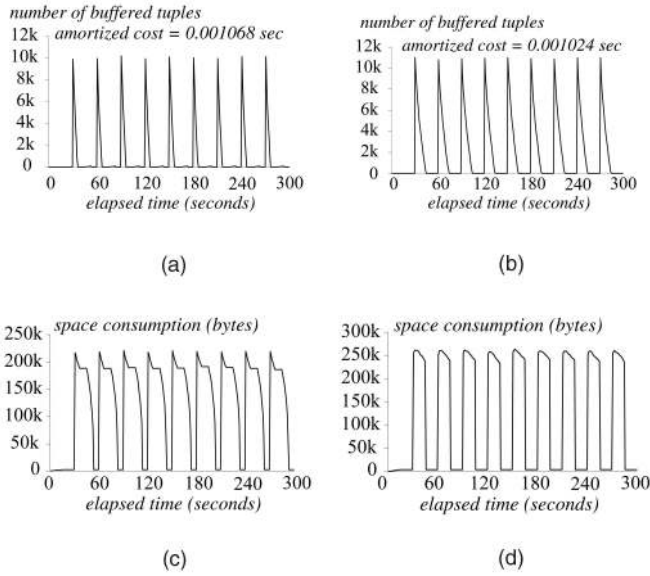 number of buffered tuples
amortized cost = 0.001068 sec
12k
10k
8k
6k
4k
2k
0
0 60 120 180 240 300
elapsed time (seconds)
(a)
number of buffered tuples
amortized cost = 0.001024 sec
12k
10k
8k
6k
4k
2k
0
0 60 120 180 240 300
elapsed time (seconds)
(b)
space consumption (bytes)
250k
200k
150k
100k
50k
0
0 60 120 180 240 300
elapsed time (seconds)
(c)
space consumption (bytes)
300k
250k
200k
150k
100k
50k
0
0 60 120 180 240 300
elapsed time (seconds)
(d)